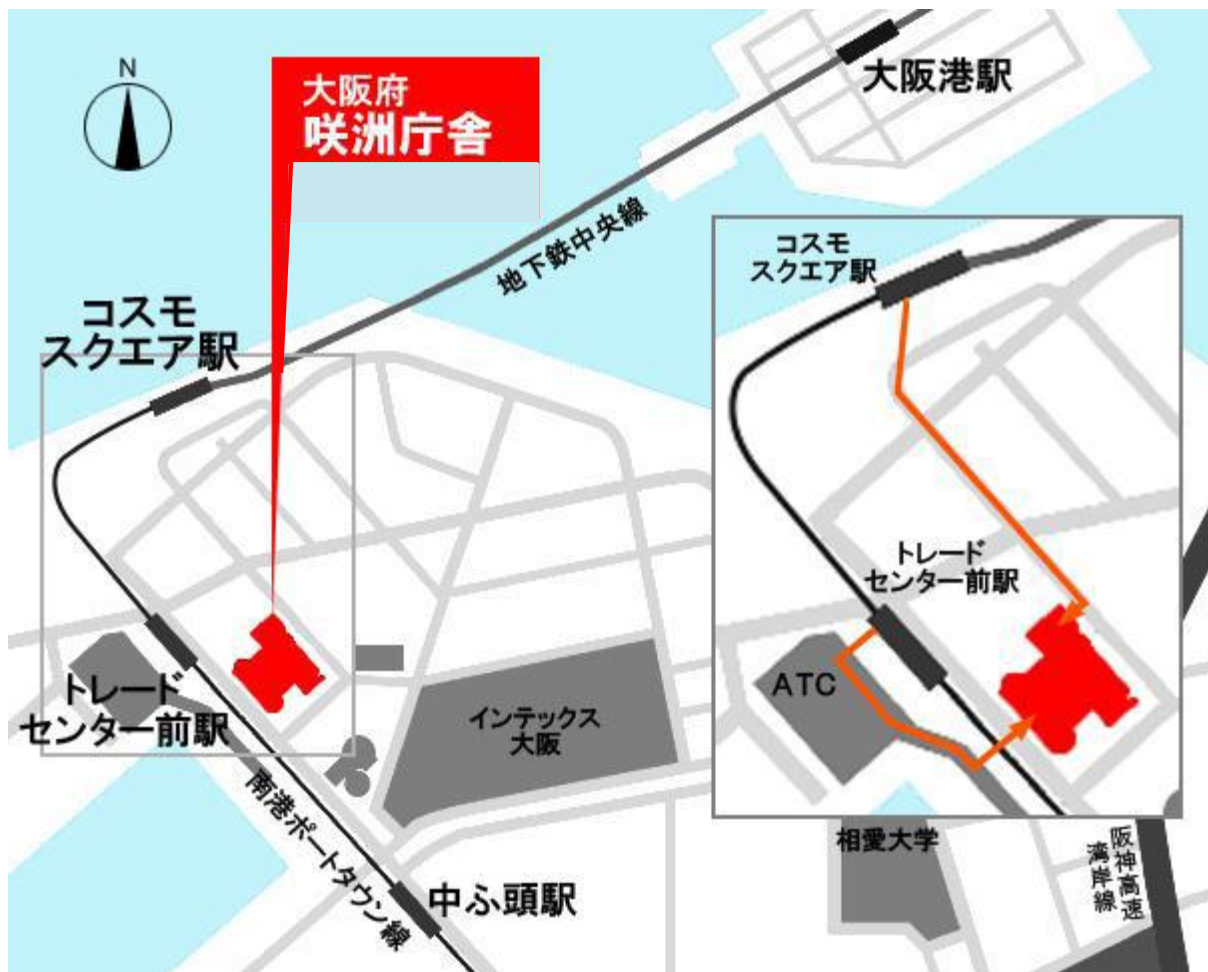 N
大阪府
咲洲庁舎
大阪港駅
地下鉄中央線
コスモ
スクエア駅
コスモ
スクエア駅
トレード
センター前駅
ATC
トレード
センター前駅
インテックス
大阪
南港ポートタウン線
中ふ頭駅
相愛大学
阪神高速
湾岸線